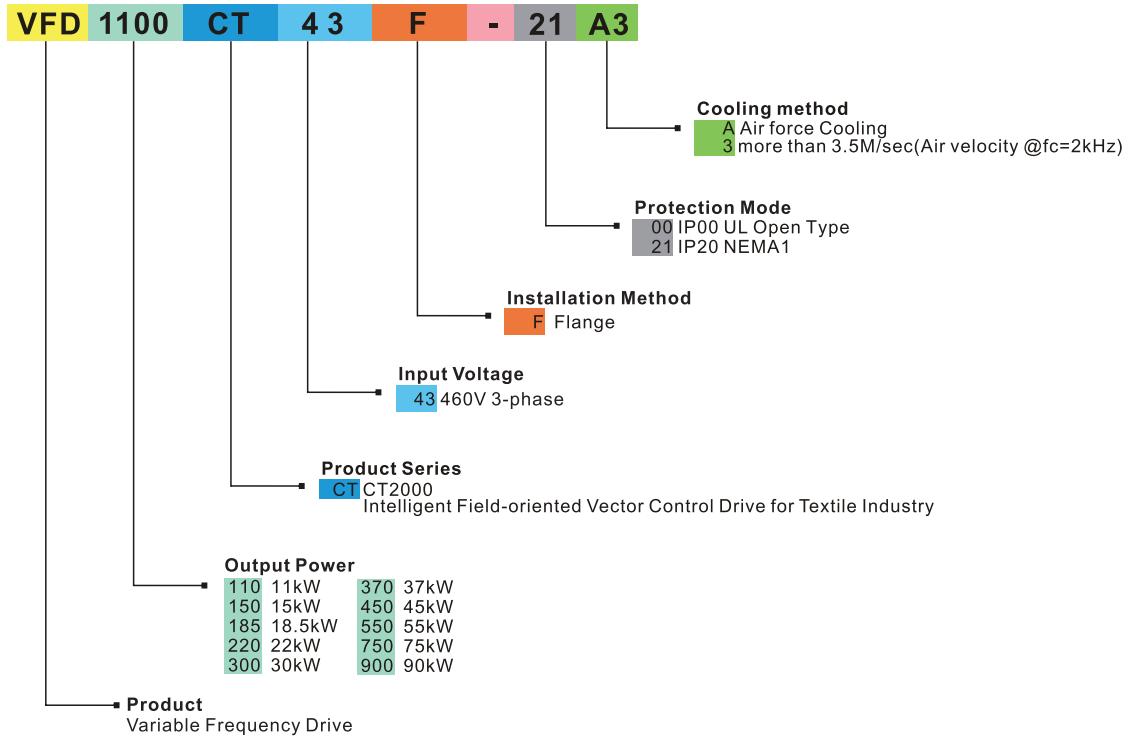 VFD 1100 CT 43 F - 21 A3
Cooling method
A Air force Cooling
3 more than 3.5M/sec(Air velocity @fc=2kHz)
Protection Mode
00 IP00 UL Open Type
21 IP20 NEMA1
Installation Method
F Flange
Input Voltage
43 460V 3-phase
Product Series
CT CT2000
Intelligent Field-oriented Vector Control Drive for Textile Industry
Output Power
110 11kW 370 37kW
150 15kW 450 45kW
185 18.5kW 550 55kW
220 22kW 750 75kW
300 30kW 900 90kW
Product
Variable Frequency Drive